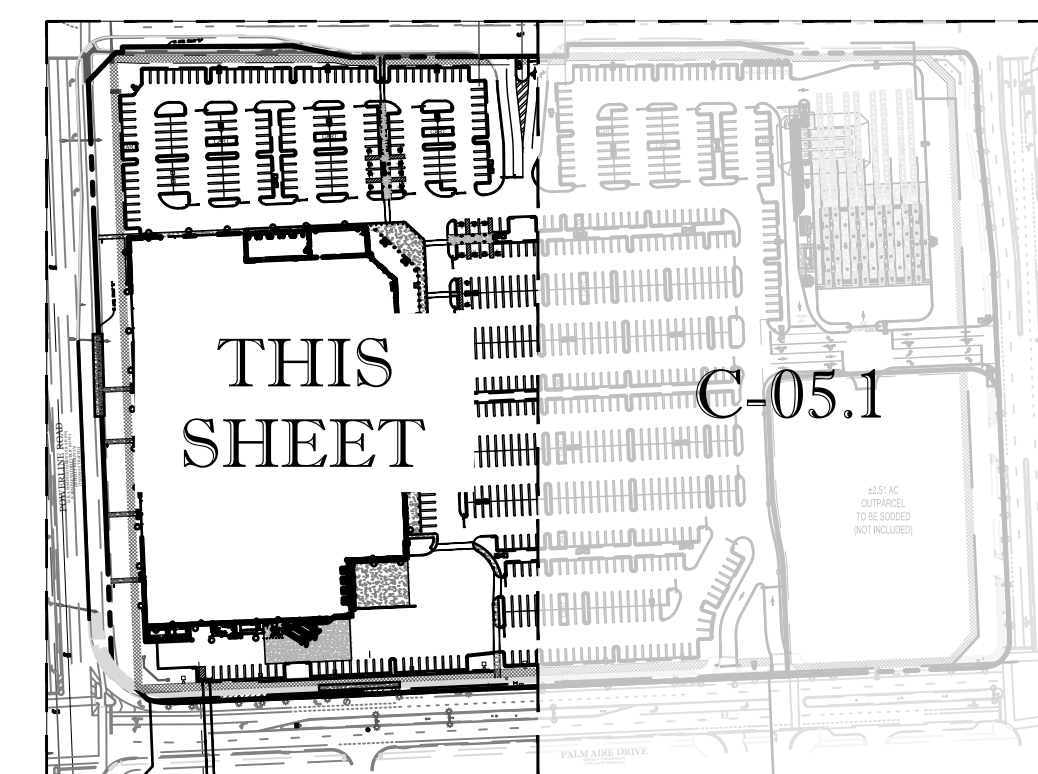 THIS
SHEET
C-05.1
POWERLINE ROAD
±2.51 AC
OUTPARCEL
TO BE SODDED
(NOT INCLUDED)
PALM AIRE DRIVE